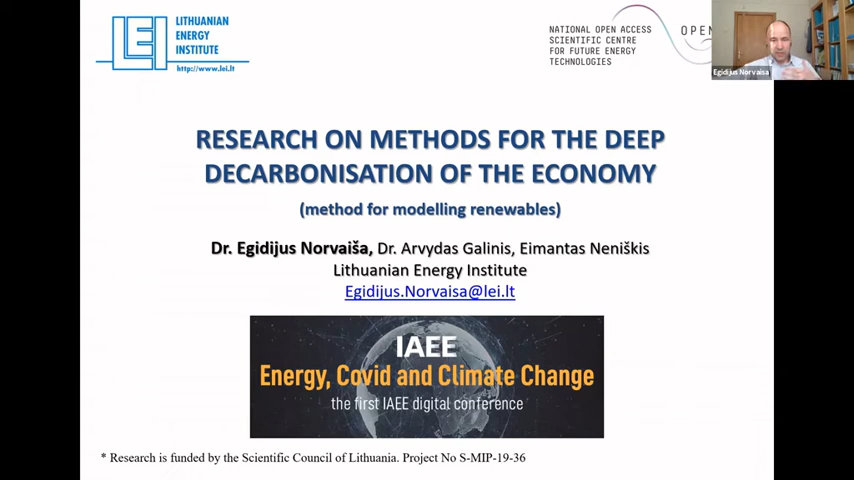 LEI
LITHUANIAN
ENERGY
INSTITUTE
http://www.lei.lt
NATIONAL OPEN ACCESS
SCIENTIFIC CENTRE
FOR FUTURE ENERGY
TECHNOLOGIES
OPEN
Egidijus Norvaisa
RESEARCH ON METHODS FOR THE DEEP
DECARBONISATION OF THE ECONOMY
(method for modelling renewables)
Dr. Egidijus Norvaiša, Dr. Arvydas Galinis, Eimantas Neniškis
Lithuanian Energy Institute
Egidijus.Norvaisa@lei.lt
IAEE
Energy, Covid and Climate Change
the first IAEE digital conference
* Research is funded by the Scientific Council of Lithuania. Project No S-MIP-19-36